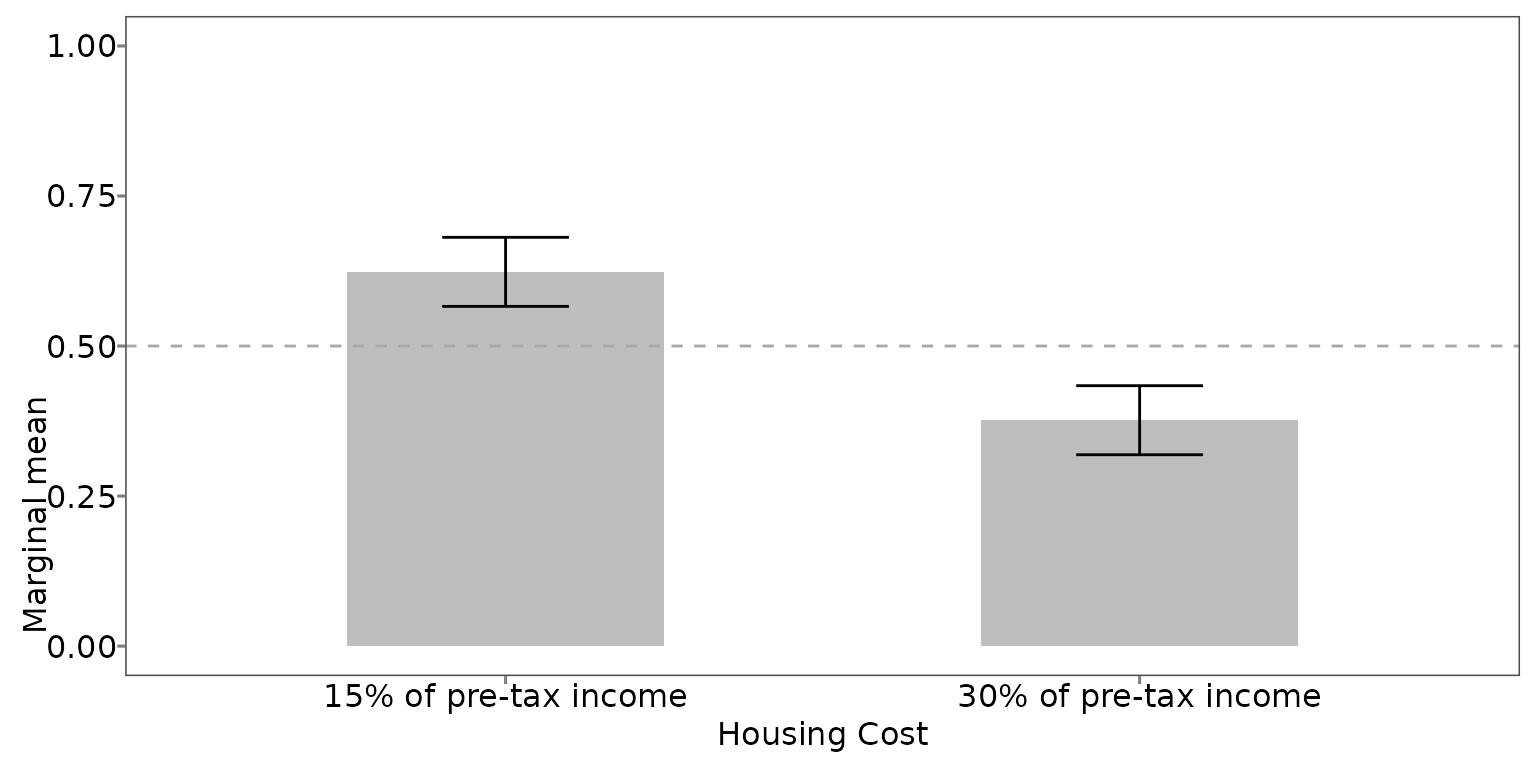 1.00
0.75
0.50
0.25
0.00
Marginal mean
15% of pre-tax income
30% of pre-tax income
Housing Cost